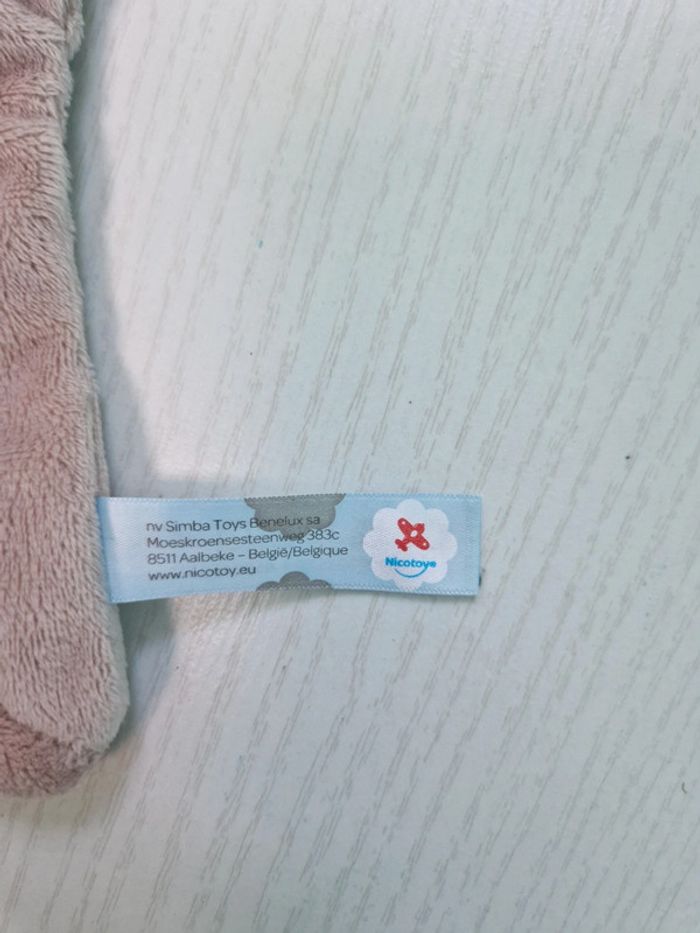 nv Simba Toys Benelux sa
Moeskroensesteenweg 383c
8511 Aalbeke – België/Belgique
www.nicotoy.eu
Nicotoy®